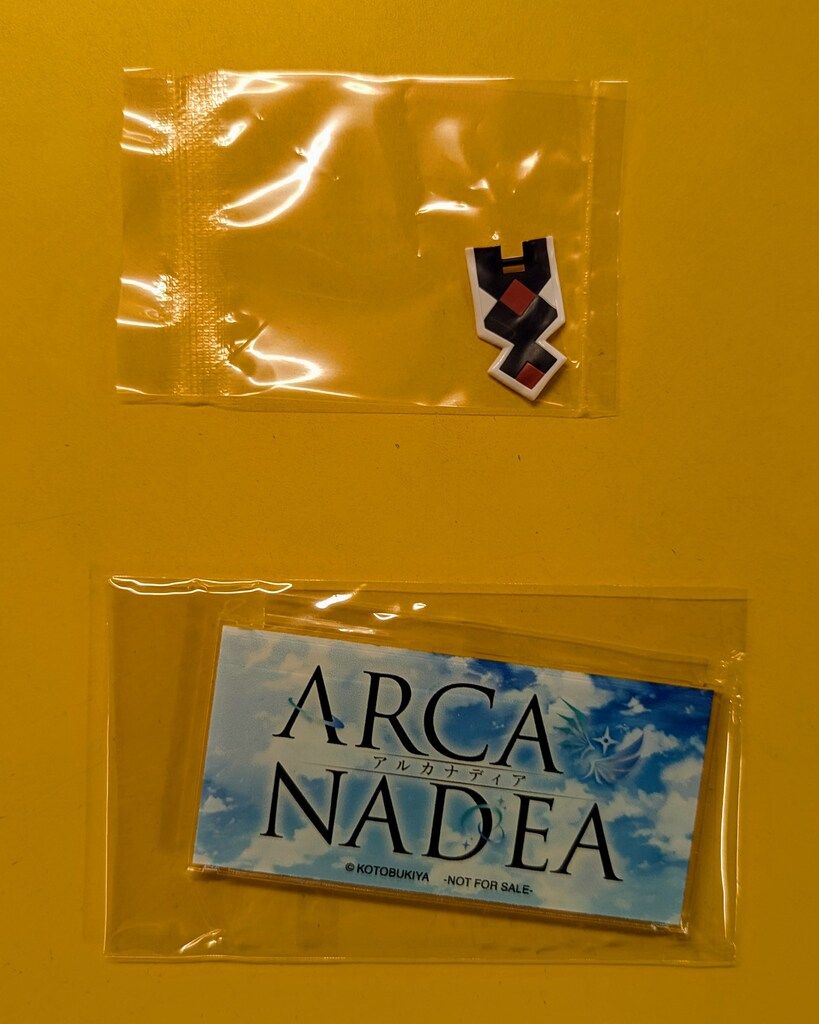 ARCA
アルカナディア
NADEA
© KOTOBUKIYA -NOT FOR SALE-